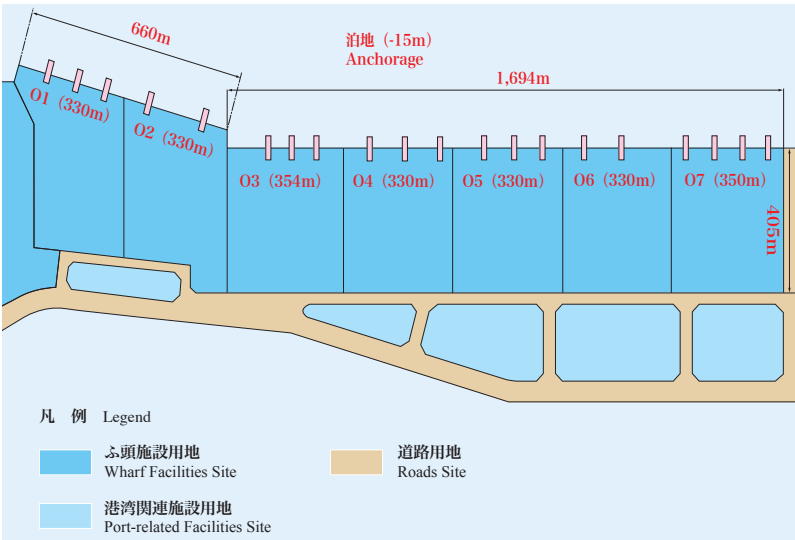 660m
泊地（-15m）
Anchorage
1,694m
O1（330m）
O2（330m）
O3（354m）
O4（330m）
O5（330m）
O6（330m）
O7（350m）
405m
凡　例　Legend
ふ頭施設用地
Wharf Facilities Site
道路用地
Roads Site
港湾関連施設用地
Port-related Facilities Site